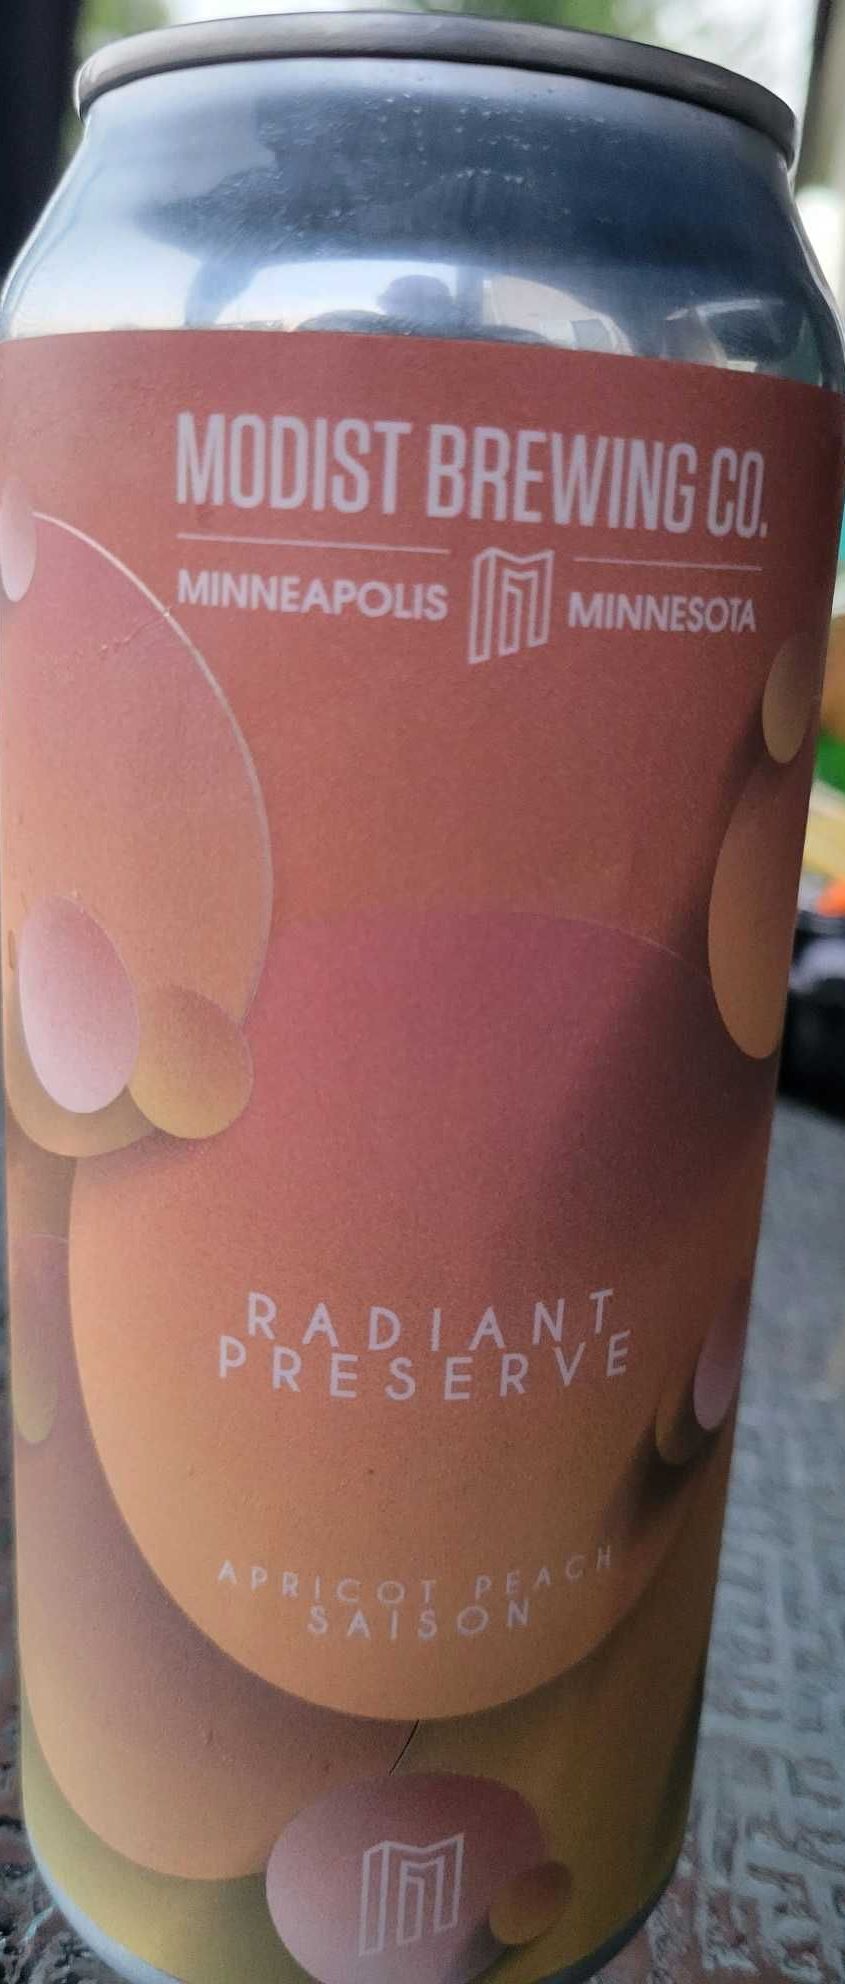 MODIST BREWING CO.
MINNEAPOLIS MINNESOTA
RADIANT
PRESERVE
APRICOT PEACH
SAISON